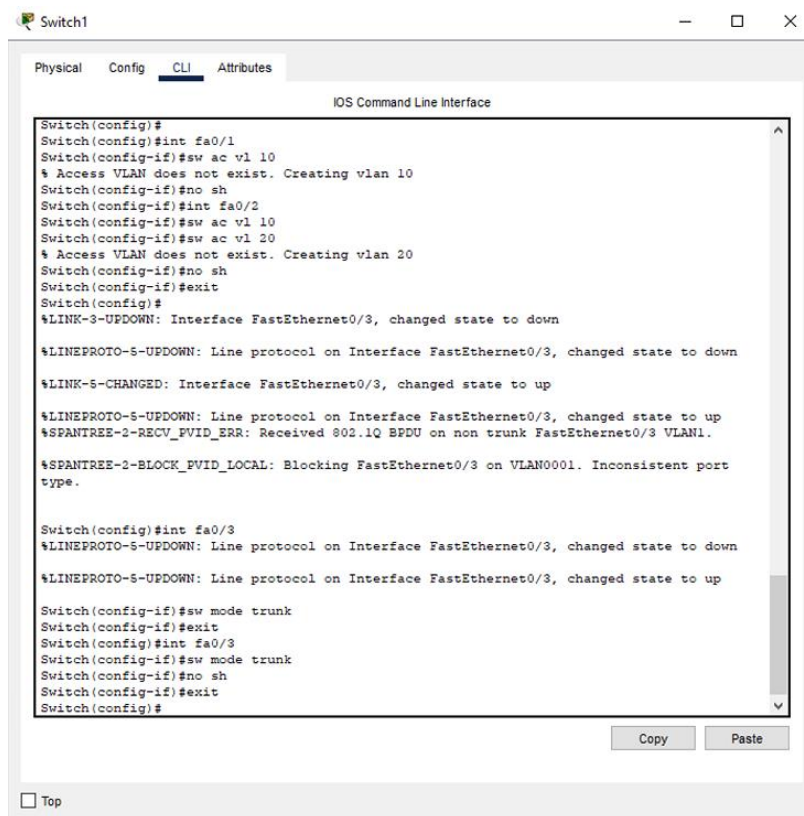 Switch1
Physical Config CLI Attributes
IOS Command Line Interface
Switch(config)#
Switch(config)#int fa0/1
Switch(config-if)#sw ac vl 10
% Access VLAN does not exist. Creating vlan 10
Switch(config-if)#no sh
Switch(config-if)#int fa0/2
Switch(config-if)#sw ac vl 10
Switch(config-if)#sw ac vl 20
% Access VLAN does not exist. Creating vlan 20
Switch(config-if)#no sh
Switch(config-if)#exit
Switch(config)#
%LINK-3-UPDOWN: Interface FastEthernet0/3, changed state to down
%LINEPROTO-5-UPDOWN: Line protocol on Interface FastEthernet0/3, changed state to down
%LINK-5-CHANGED: Interface FastEthernet0/3, changed state to up
%LINEPROTO-5-UPDOWN: Line protocol on Interface FastEthernet0/3, changed state to up
%SPANTREE-2-RECV_PVID_ERR: Received 802.1Q BPDU on non trunk FastEthernet0/3 VLAN1.
%SPANTREE-2-BLOCK_PVID_LOCAL: Blocking FastEthernet0/3 on VLAN0001. Inconsistent port
type.
Switch(config)#int fa0/3
%LINEPROTO-5-UPDOWN: Line protocol on Interface FastEthernet0/3, changed state to down
%LINEPROTO-5-UPDOWN: Line protocol on Interface FastEthernet0/3, changed state to up
Switch(config-if)#sw mode trunk
Switch(config-if)#exit
Switch(config)#int fa0/3
Switch(config-if)#sw mode trunk
Switch(config-if)#no sh
Switch(config-if)#exit
Switch(config)#
Copy Paste
Top